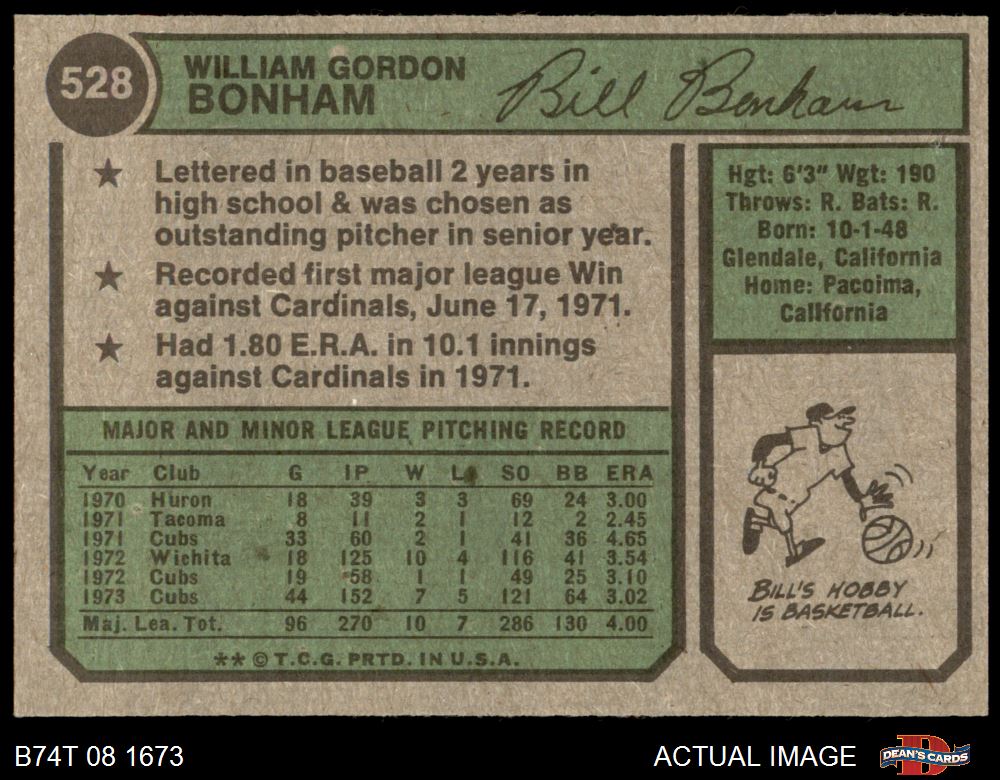 528
WILLIAM GORDON
BONHAM
Bill Bonham
★ Lettered in baseball 2 years in
high school & was chosen as
outstanding pitcher in senior year.
★ Recorded first major league Win
against Cardinals, June 17, 1971.
★ Had 1.80 E.R.A. in 10.1 innings
against Cardinals in 1971.
Hgt: 6'3" Wgt: 190
Throws: R. Bats: R.
Born: 10-1-48
Glendale, California
Home: Pacoima,
California
MAJOR AND MINOR LEAGUE PITCHING RECORD
Year Club G IP W L SO BB ERA
1970 Huron 18 39 3 3 69 24 3.00
1971 Tacoma 8 11 2 1 12 2 2.45
1971 Cubs 33 60 2 1 41 36 4.65
1972 Wichita 18 125 10 4 116 41 3.54
1972 Cubs 19 58 1 1 49 25 3.10
1973 Cubs 44 152 7 5 121 64 3.02
Maj. Lea. Tot. 96 270 10 7 286 130 4.00
** © T.C.G. PRTD. IN U.S.A.
BILL'S HOBBY
IS BASKETBALL.
B74T 08 1673
ACTUAL IMAGE
DEAN'S CARDS